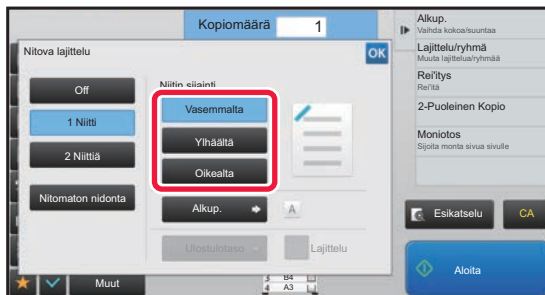 Kopiomäärä 1
Nitova lajittelu
OK
Off
1 Niitti
2 Niittiä
Nitomaton nidonta
Niitin sijainti
Vasemmalta
Ylhäältä
Oikealta
Alkup.
A
Ulostulotaso
Lajittelu
Muut
3 B4
4 A3
Alkup.
Vaihda kokoa/suuntaa
Lajittelu/ryhmä
Muuta lajittelua/ryhmää
Rei'itys
Rei'itä
2-Puoleinen Kopio
Moniotos
Sijoita monta sivua sivulle
Esikatselu
CA
Aloita